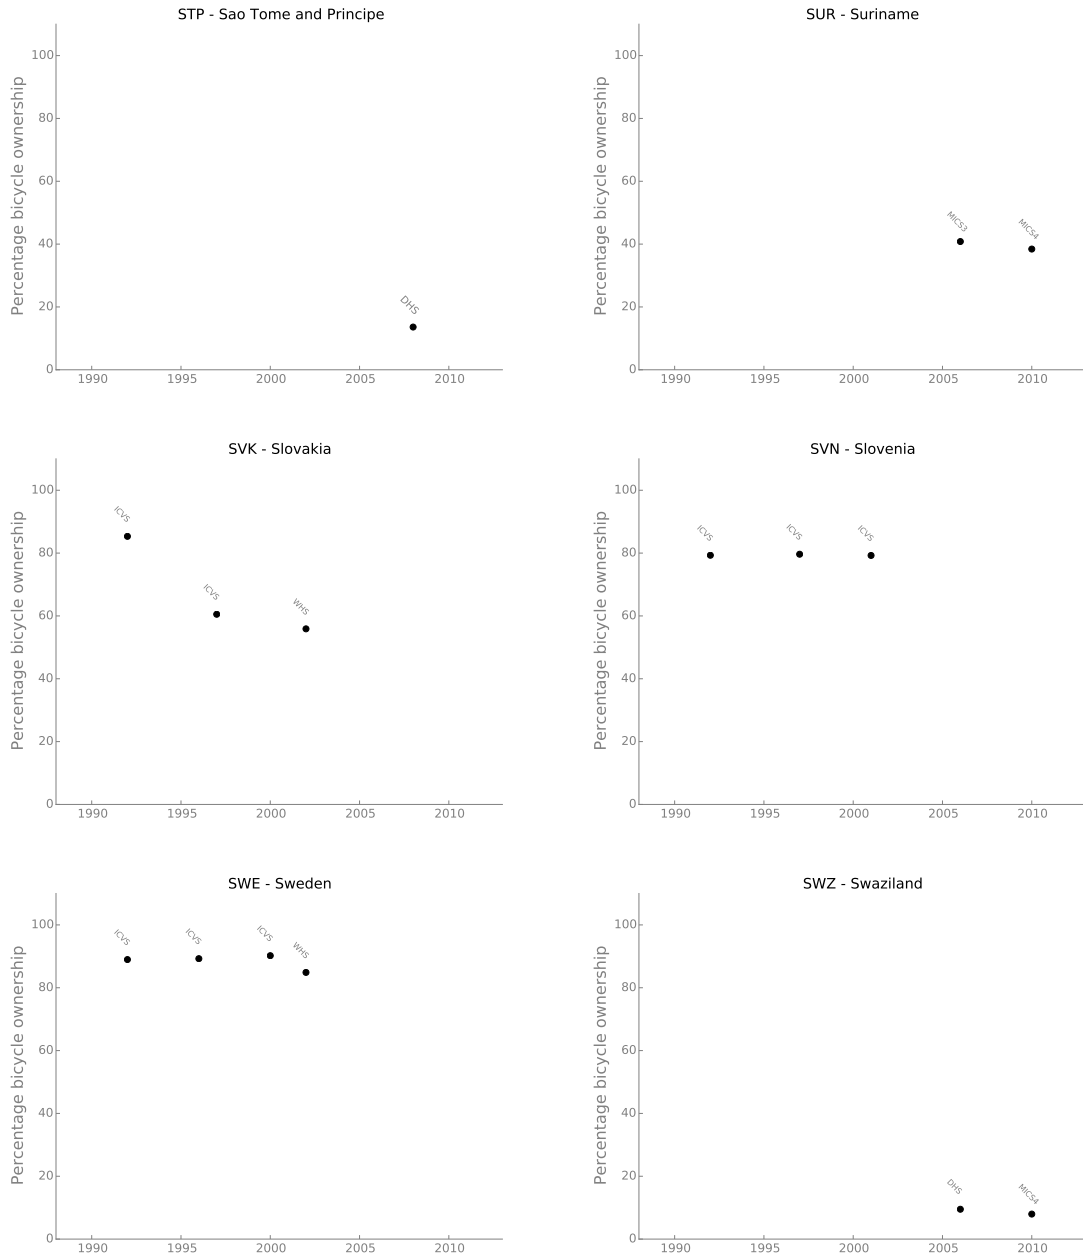 STP - Sao Tome and Principe
Percentage bicycle ownership
100
80
60
40
20
0
DHS
1990 1995 2000 2005 2010
SUR - Suriname
Percentage bicycle ownership
100
80
60
40
20
0
MICS3
MICS4
1990 1995 2000 2005 2010
SVK - Slovakia
Percentage bicycle ownership
100
80
60
40
20
0
ICVS
ICVS
WHS
1990 1995 2000 2005 2010
SVN - Slovenia
Percentage bicycle ownership
100
80
60
40
20
0
ICVS
ICVS
ICVS
1990 1995 2000 2005 2010
SWE - Sweden
Percentage bicycle ownership
100
80
60
40
20
0
ICVS
ICVS
ICVS
WHS
1990 1995 2000 2005 2010
SWZ - Swaziland
Percentage bicycle ownership
100
80
60
40
20
0
DHS
MICS4
1990 1995 2000 2005 2010